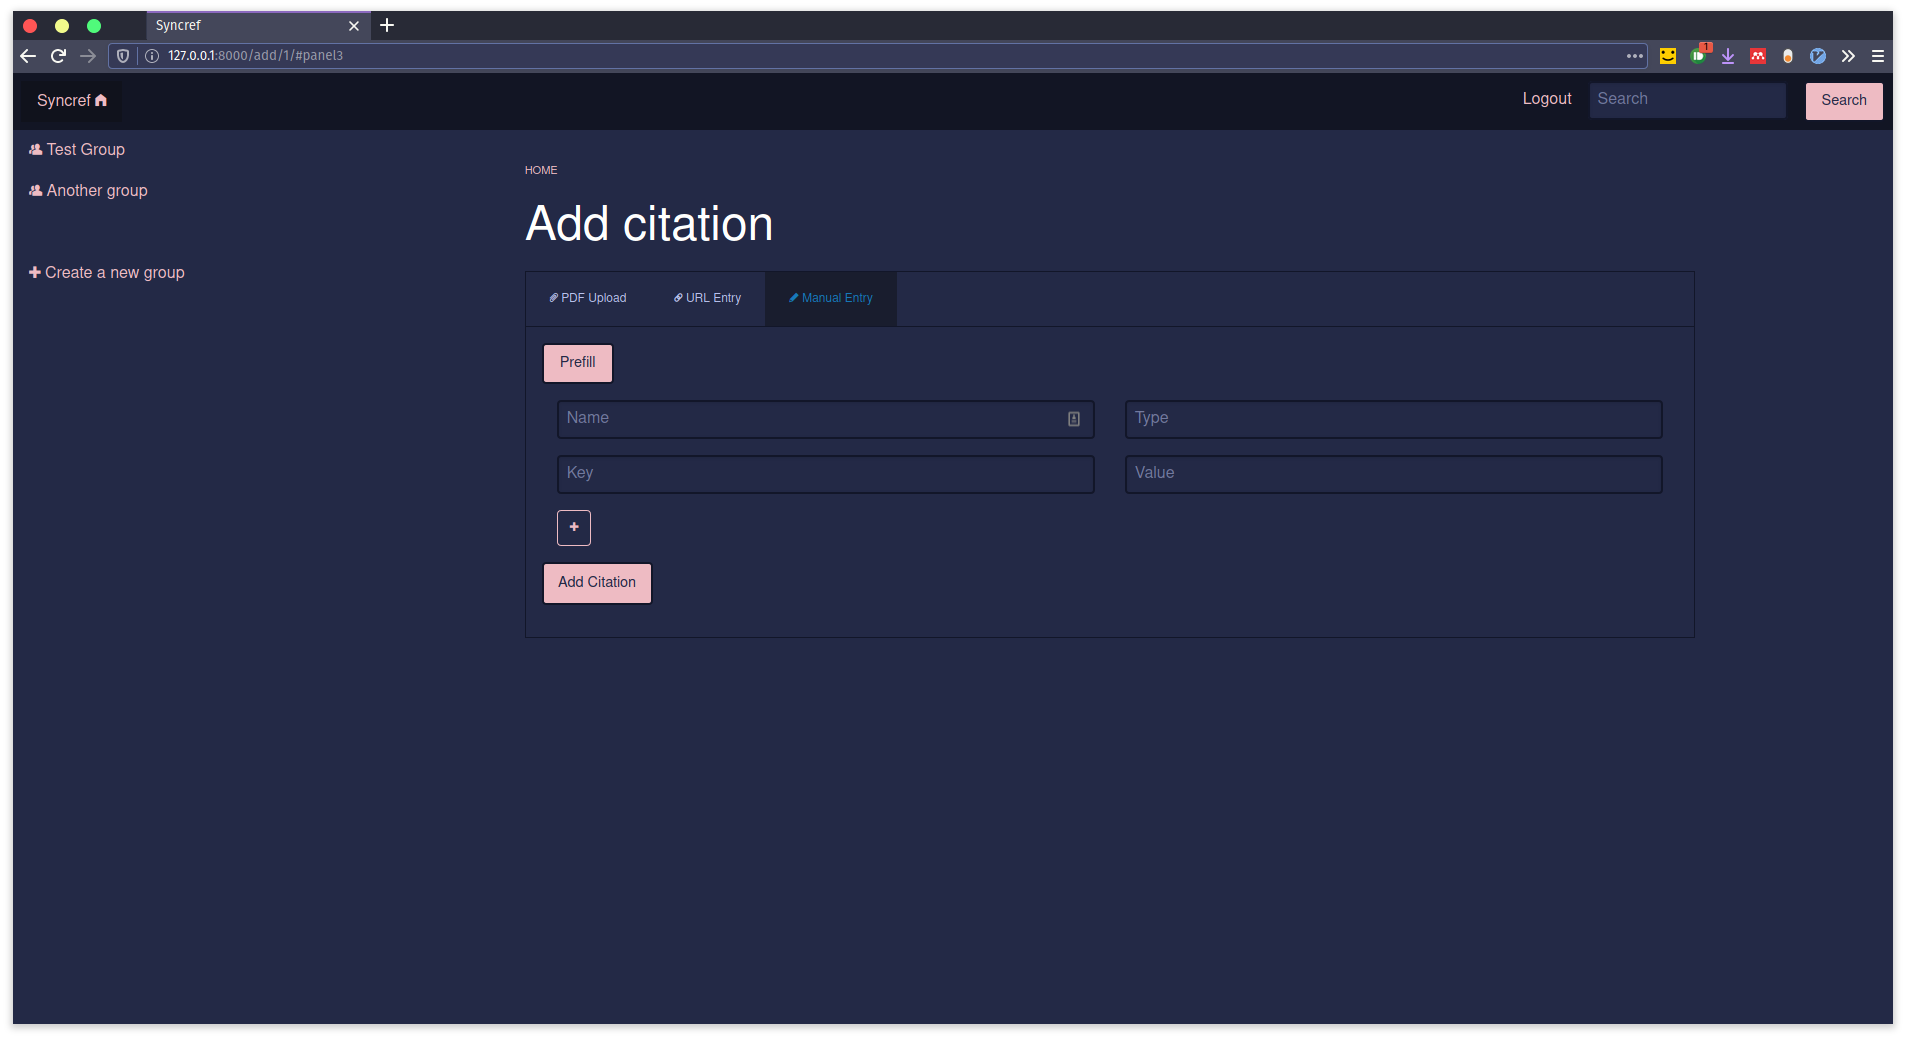 Syncref
127.0.0.1:8000/add/1/#panel3
1
Syncref
Logout
Search
Search
Test Group
Another group
Create a new group
HOME
Add citation
PDF Upload
URL Entry
Manual Entry
Prefill
Name
Type
Key
Value
+
Add Citation